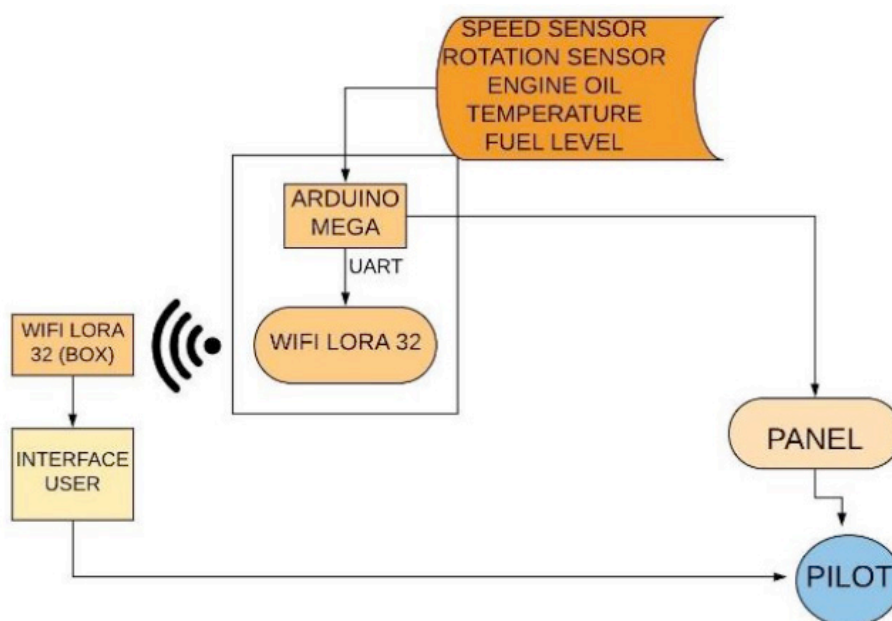 SPEED SENSOR
ROTATION SENSOR
ENGINE OIL
TEMPERATURE
FUEL LEVEL
ARDUINO
MEGA
UART
WIFI LORA 32
WIFI LORA
32 (BOX)
INTERFACE
USER
PANEL
PILOT